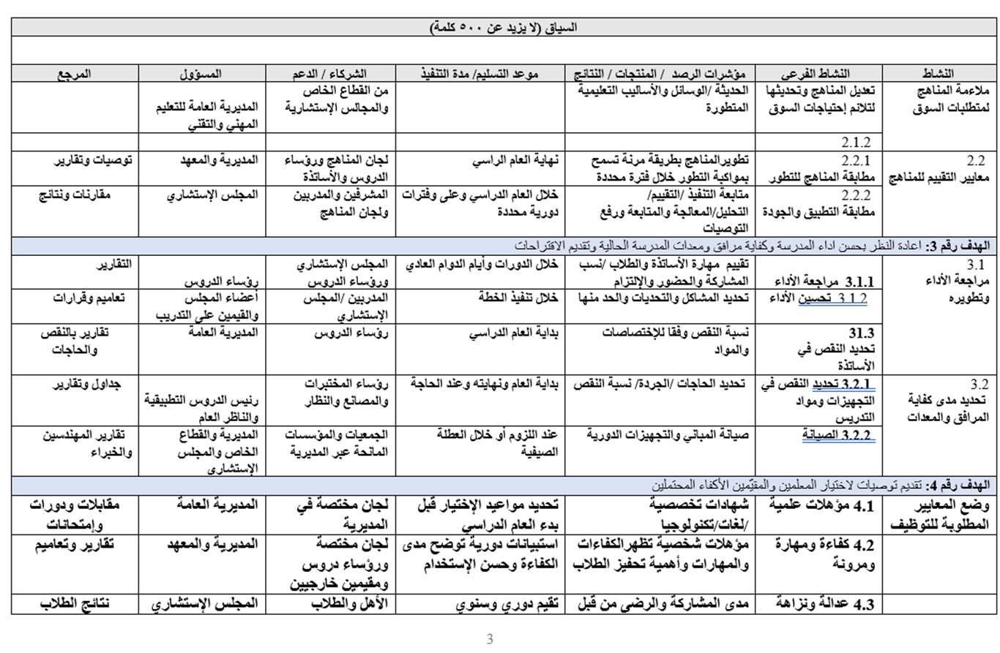 السياق (لا يزيد عن ٥٠٠ كلمة)
النشاط | النشاط الفرعي | مؤشرات الرصد / المنتجات / النتائج | موعد التسليم/ مدة التنفيذ | الشركاء / الدعم | المسؤول | المرجع
ملاءمة المناهج لمتطلبات السوق | تعديل المناهج وتحديثها لتلائم إحتياجات السوق | الحديثة /الوسائل والأساليب التعليمية المتطورة | | من القطاع الخاص والمجالس الإستشارية | المديرية العامة للتعليم المهني والتقني |
2.1.2
2.2 معايير التقييم للمناهج | 2.2.1 مطابقة المناهج للتطور | تطويرالمناهج بطريقة مرنة تسمح بمواكبة التطور خلال فترة محددة | نهاية العام الراسي | لجان المناهج ورؤساء الدروس والأساتذة | المديرية والمعهد | توصيات وتقارير
2.2.2 مطابقة التطبيق والجودة | متابعة التنفيذ /التقييم/ التحليل/المعالجة والمتابعة ورفع التوصيات | خلال العام الدراسي وعلى وفترات دورية محددة | المشرفين والمدربين ولجان المناهج | المجلس الإستشاري | مقارنات ونتائج
الهدف رقم 3: اعادة النظر بحسن اداء المدرسة وكفاية مرافق ومعدات المدرسة الحالية وتقديم الاقتراحات
3.1 مراجعة الأداء وتطويره | 3.1.1 مراجعة الأداء | تقييم مهارة الأساتذة والطلاب /نسب المشاركة والحضور والإلتزام | خلال الدورات وأيام الدوام العادي | المجلس الإستشاري ورؤساء الدروس | رؤساء الدروس | التقارير
3.1.2 تحسين الأداء | تحديد المشاكل والتحديات والحد منها | خلال تنفيذ الخطة | المدربين /المجلس الإستشاري | أعضاء المجلس والقيمين على التدريب | تعاميم وقرارات
31.3 تحديد النقص في الأساتذة | نسبة النقص وفقا للإختصاصات والمواد | بداية العام الدراسي | رؤساء الدروس | المديرية العامة | تقارير بالنقص والحاجات
3.2 تحديد مدى كفاية المرافق والمعدات | 3.2.1 تحديد النقص في التجهيزات ومواد التدريس | تحديد الحاجات /الجردة/ نسبة النقص | بداية العام ونهايته وعند الحاجة | رؤساء المختبرات والمصانع والنظار | رئيس الدروس التطبيقية والناظر العام | جداول وتقارير
3.2.2 الصيانة | صيانة المباني والتجهيزات الدورية | عند اللزوم أو خلال العطلة الصيفية | الجمعيات والمؤسسات المانحة عبر المديرية | المديرية والقطاع الخاص والمجلس الإستشاري | تقارير المهندسين والخبراء
الهدف رقم 4: تقديم توصيات لاختيار المعلمين والمقيّمين الأكفاء المحتملين
وضع المعايير المطلوبة للتوظيف | 4.1 مؤهلات علمية | شهادات تخصصية /لغات/تكنولوجيا | تحديد مواعيد الإختيار قبل بدء العام الدراسي | لجان مختصة في المديرية | المديرية العامة | مقابلات ودورات وإمتحانات
4.2 كفاءة ومهارة ومرونة | مؤهلات شخصية تظهرالكفاءات والمهارات وأهمية تحفيز الطلاب | استبيانات دورية توضح مدى الكفاءة وحسن الإستخدام | لجان مختصة ورؤساء دروس ومقيمين خارجيين | المديرية والمعهد | تقارير وتعاميم
4.3 عدالة ونزاهة | مدى المشاركة والرضى من قبل | تقيم دوري وسنوي | الأهل والطلاب | المجلس الإستشاري | نتائج الطلاب
3